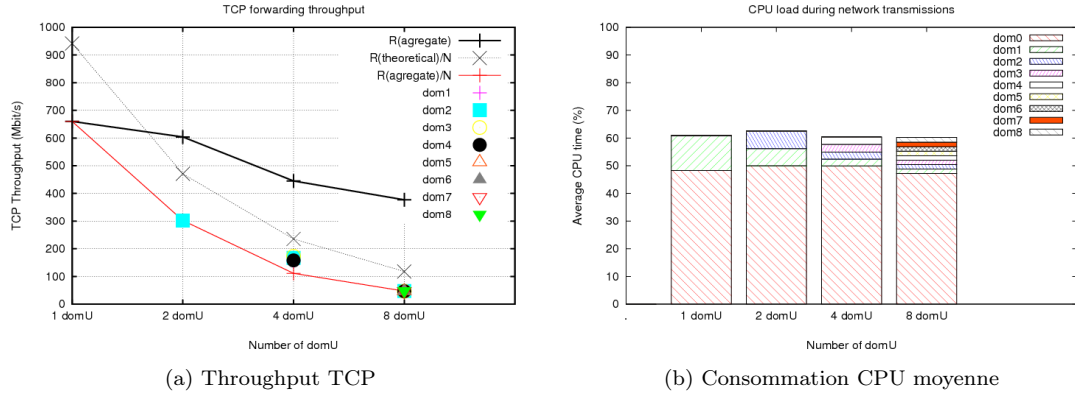 TCP forwarding throughput
TCP Throughput (Mbit/s)
1000
900
800
700
600
500
400
300
200
100
0
R(agregate)
R(theoretical)/N
R(agregate)/N
dom1
dom2
dom3
dom4
dom5
dom6
dom7
dom8
1 domU
2 domU
4 domU
8 domU
Number of domU
(a) Throughput TCP
CPU load during network transmissions
Average CPU time (%)
100
90
80
70
60
50
40
30
20
10
0
dom0
dom1
dom2
dom3
dom4
dom5
dom6
dom7
dom8
.
1 domU
2 domU
4 domU
8 domU
Number of domU
(b) Consommation CPU moyenne